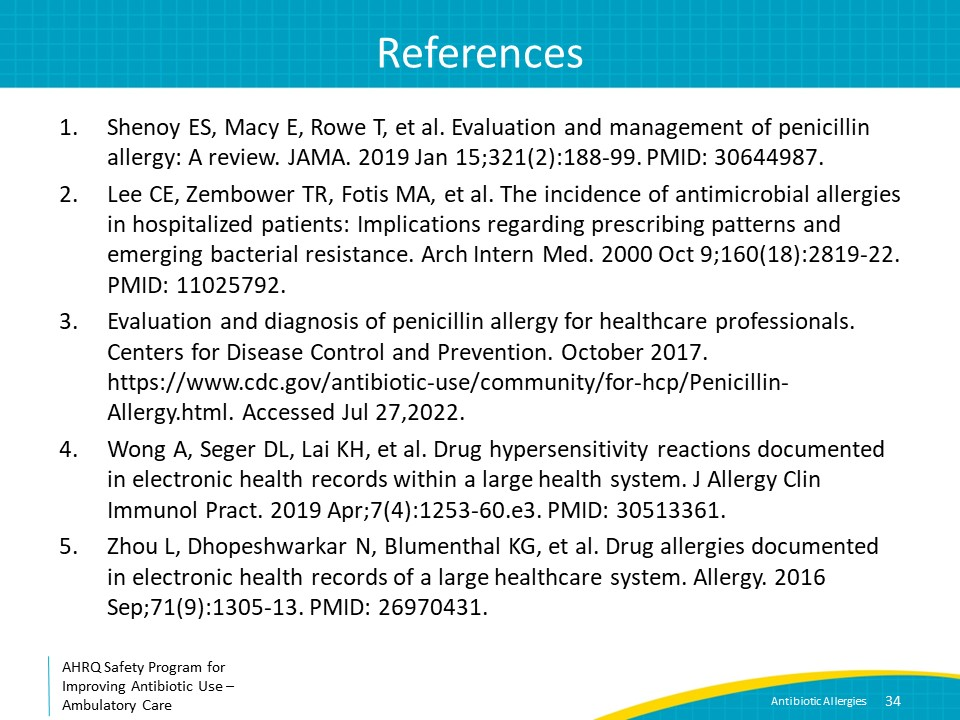 References
1. Shenoy ES, Macy E, Rowe T, et al. Evaluation and management of penicillin
allergy: A review. JAMA. 2019 Jan 15;321(2):188-99. PMID: 30644987.
2. Lee CE, Zembower TR, Fotis MA, et al. The incidence of antimicrobial allergies
in hospitalized patients: Implications regarding prescribing patterns and
emerging bacterial resistance. Arch Intern Med. 2000 Oct 9;160(18):2819-22.
PMID: 11025792.
3. Evaluation and diagnosis of penicillin allergy for healthcare professionals.
Centers for Disease Control and Prevention. October 2017.
https://www.cdc.gov/antibiotic-use/community/for-hcp/Penicillin-
Allergy.html. Accessed Jul 27,2022.
4. Wong A, Seger DL, Lai KH, et al. Drug hypersensitivity reactions documented
in electronic health records within a large health system. J Allergy Clin
Immunol Pract. 2019 Apr;7(4):1253-60.e3. PMID: 30513361.
5. Zhou L, Dhopeshwarkar N, Blumenthal KG, et al. Drug allergies documented
in electronic health records of a large healthcare system. Allergy. 2016
Sep;71(9):1305-13. PMID: 26970431.
AHRQ Safety Program for
Improving Antibiotic Use –
Ambulatory Care
Antibiotic Allergies 34